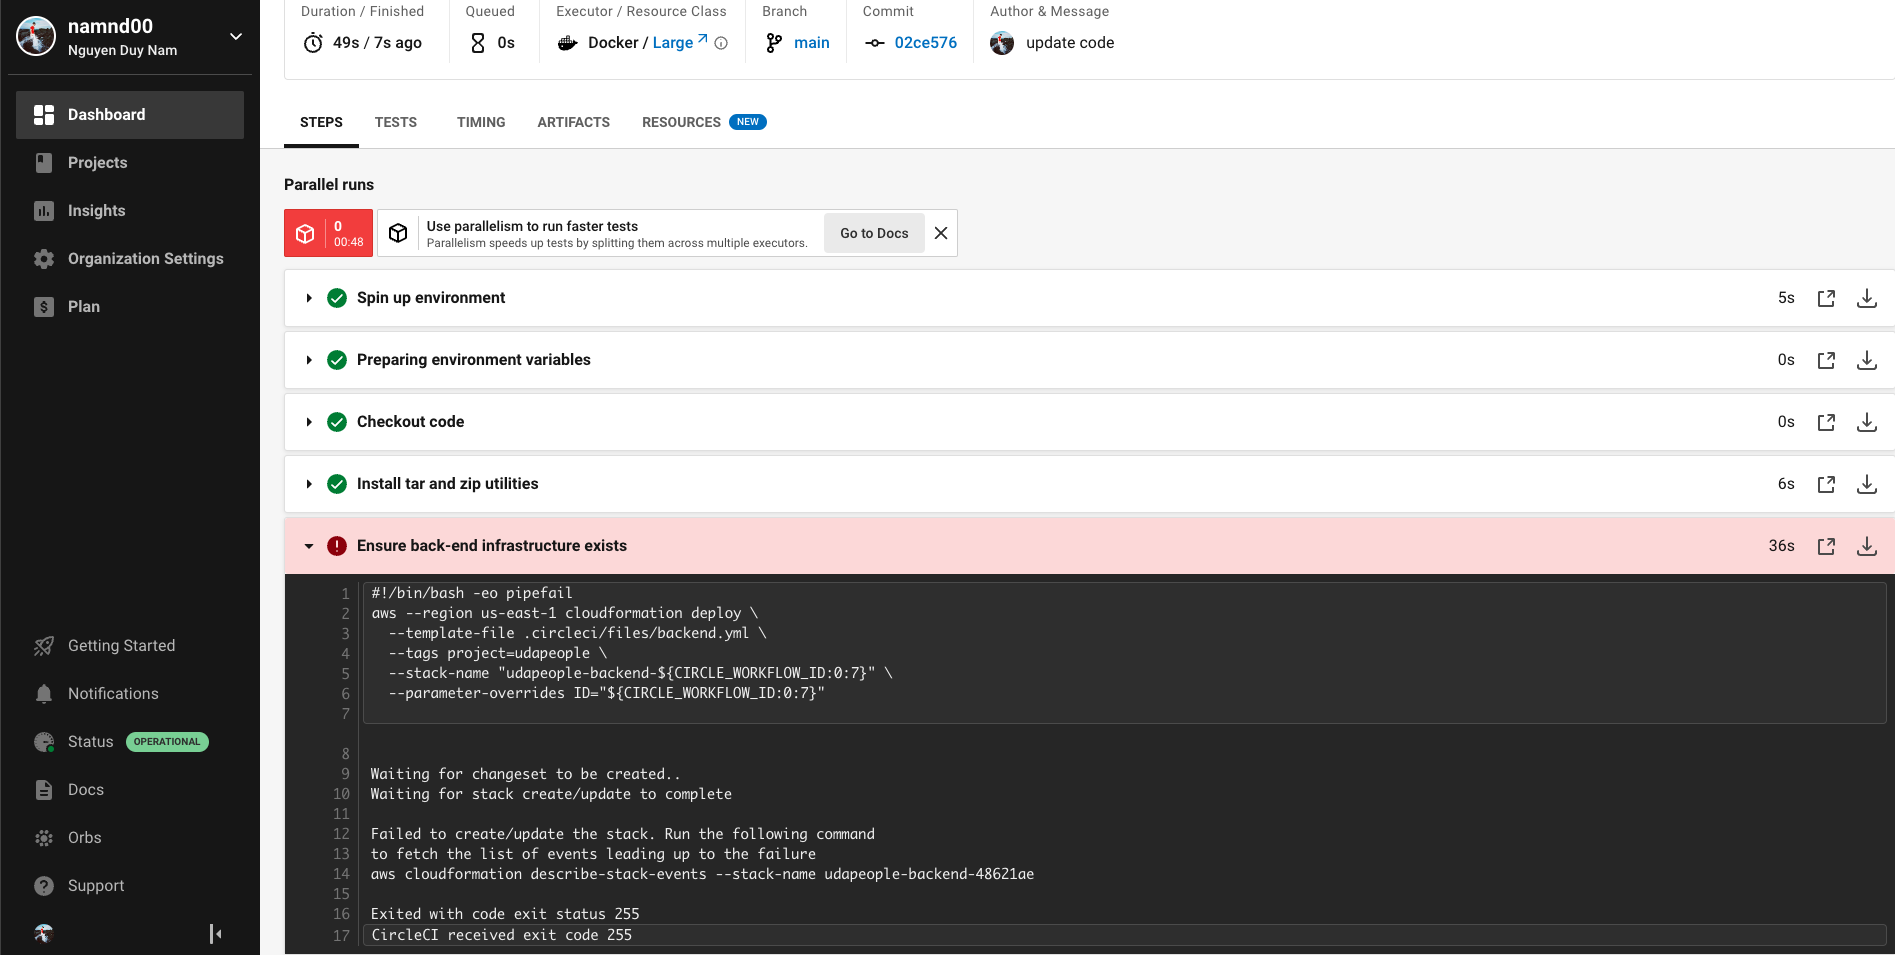 namnd00
Nguyen Duy Nam
Dashboard
Projects
Insights
Organization Settings
Plan
Getting Started
Notifications
Status OPERATIONAL
Docs
Orbs
Support
Duration / Finished
49s / 7s ago
Queued
0s
Executor / Resource Class
Docker / Large
Branch
main
Commit
02ce576
Author & Message
update code
STEPS TESTS TIMING ARTIFACTS RESOURCES NEW
Parallel runs
0
00:48
Use parallelism to run faster tests
Parallelism speeds up tests by splitting them across multiple executors.
Go to Docs
Spin up environment 5s
Preparing environment variables 0s
Checkout code 0s
Install tar and zip utilities 6s
Ensure back-end infrastructure exists 36s
1 #!/bin/bash -eo pipefail
2 aws --region us-east-1 cloudformation deploy \
3 --template-file .circleci/files/backend.yml \
4 --tags project=udapeople \
5 --stack-name "udapeople-backend-${CIRCLE_WORKFLOW_ID:0:7}" \
6 --parameter-overrides ID="${CIRCLE_WORKFLOW_ID:0:7}"
7
8
9 Waiting for changeset to be created..
10 Waiting for stack create/update to complete
11
12 Failed to create/update the stack. Run the following command
13 to fetch the list of events leading up to the failure
14 aws cloudformation describe-stack-events --stack-name udapeople-backend-48621ae
15
16 Exited with code exit status 255
17 CircleCI received exit code 255